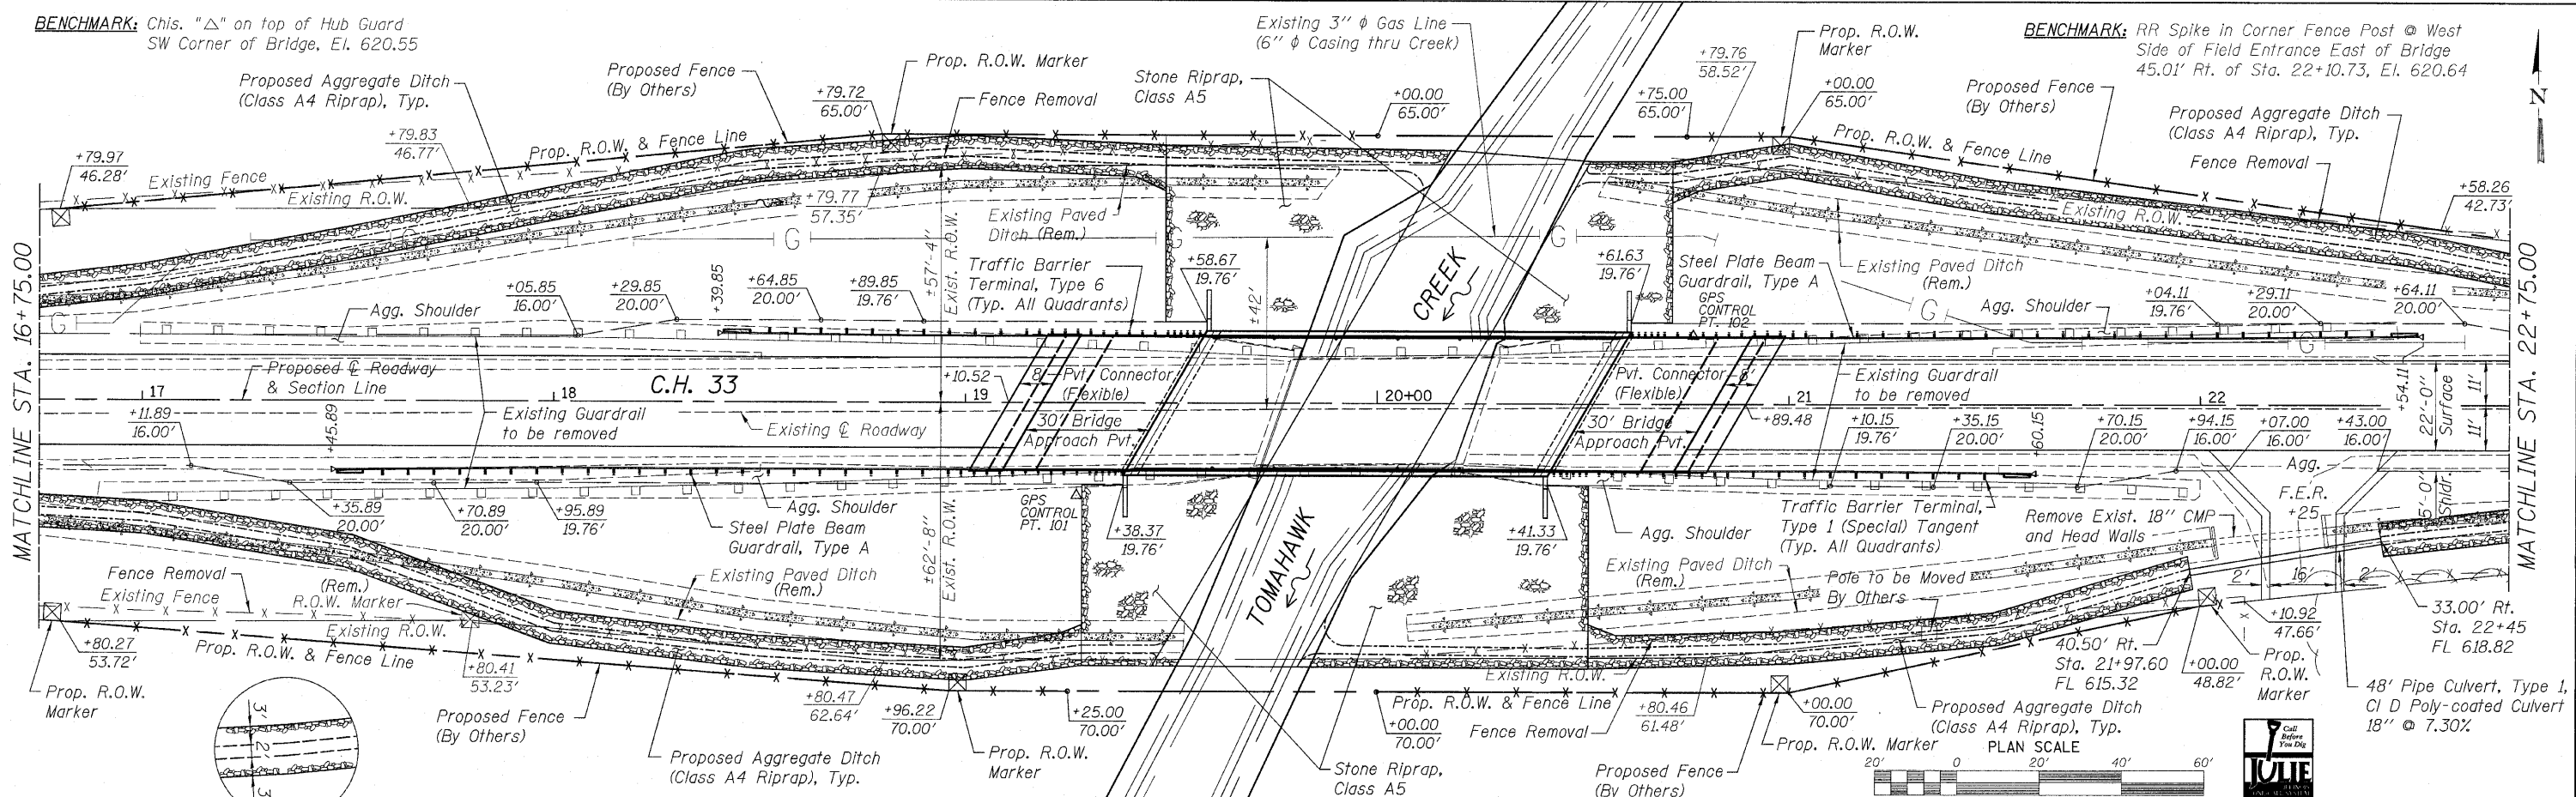 BENCHMARK: Chis. "△" on top of Hub Guard
SW Corner of Bridge, El. 620.55
Proposed Aggregate Ditch
(Class A4 Riprap), Typ.
Proposed Fence
(By Others)
+79.72
65.00'
Prop. R.O.W. Marker
Fence Removal
Existing 3" ϕ Gas Line
(6" ϕ Casing thru Creek)
Stone Riprap,
Class A5
+00.00
65.00'
+79.76
58.52'
+75.00
65.00'
Prop. R.O.W.
Marker
+00.00
65.00'
BENCHMARK: RR Spike in Corner Fence Post @ West
Side of Field Entrance East of Bridge
45.01' Rt. of Sta. 22+10.73, El. 620.64
Proposed Fence
(By Others)
Proposed Aggregate Ditch
(Class A4 Riprap), Typ.
Fence Removal
N
+79.97
46.28'
+79.83
46.77'
Prop. R.O.W. & Fence Line
Existing Fence
Existing R.O.W.
+79.77
57.35'
±57'-4"
Exist. R.O.W.
Existing Paved
Ditch (Rem.)
Prop. R.O.W. & Fence Line
Existing R.O.W.
+58.26
42.73'
MATCHLINE STA. 16+75.00
G
G
G
G
G
G
G
Agg. Shoulder
+05.85
16.00'
+29.85
20.00'
+39.85
+64.85
20.00'
+89.85
19.76'
Traffic Barrier
Terminal, Type 6
(Typ. All Quadrants)
+58.67
19.76'
±42'
CREEK
+61.63
19.76'
Steel Plate Beam
Guardrail, Type A
GPS
CONTROL
PT. 102
Existing Paved Ditch
(Rem.)
Agg. Shoulder
+04.11
19.76'
+29.11
20.00'
+64.11
20.00'
MATCHLINE STA. 22+75.00
Proposed ℄ Roadway
& Section Line
17
18
C.H. 33
19
+10.52
8'
Pvt. Connector
(Flexible)
30' Bridge
Approach Pvt.
20+00
Pvt. Connector
(Flexible)
8'
30' Bridge
Approach Pvt.
+89.48
21
Existing Guardrail
to be removed
22
+54.11
22'-0"
Surface
11'
11'
+11.89
16.00'
+45.89
Existing Guardrail
to be removed
Existing ℄ Roadway
+10.15
19.76'
+35.15
20.00'
+60.15
+70.15
20.00'
+94.15
16.00'
+07.00
16.00'
+43.00
16.00'
Agg.
F.E.R.
+25
5'-0"
Shldr.
+35.89
20.00'
+70.89
20.00'
+95.89
19.76'
Agg. Shoulder
Steel Plate Beam
Guardrail, Type A
±62'-8"
Exist. R.O.W.
GPS
CONTROL
PT. 101
+38.37
19.76'
TOMAHAWK
+41.33
19.76'
Agg. Shoulder
Traffic Barrier Terminal,
Type 1 (Special) Tangent
(Typ. All Quadrants)
Remove Exist. 18" CMP
and Head Walls
Fence Removal
Existing Fence
(Rem.)
R.O.W. Marker
Existing R.O.W.
Prop. R.O.W. & Fence Line
Existing Paved Ditch
(Rem.)
Existing Paved Ditch
(Rem.)
Pole to be Moved
By Others
2'
16'
2'
+10.92
47.66'
33.00' Rt.
Sta. 22+45
FL 618.82
+80.27
53.72'
+80.41
53.23'
Prop. R.O.W.
Marker
Proposed Fence
(By Others)
+80.47
62.64'
+96.22
70.00'
+25.00
70.00'
Proposed Aggregate Ditch
(Class A4 Riprap), Typ.
Prop. R.O.W.
Marker
Existing R.O.W.
Prop. R.O.W. & Fence Line
+00.00
70.00'
Fence Removal
+80.46
61.48'
+00.00
70.00'
40.50' Rt.
Sta. 21+97.60
FL 615.32
+00.00
48.82'
Prop.
R.O.W.
Marker
48' Pipe Culvert, Type 1,
Cl D Poly-coated Culvert
18" @ 7.30%
3'
2'
3'
Stone Riprap,
Class A5
Proposed Fence
(By Others)
Prop. R.O.W. Marker
Proposed Aggregate Ditch
(Class A4 Riprap), Typ.
PLAN SCALE
20' 0 20' 40' 60'
Call
Before
You Dig
JULIE